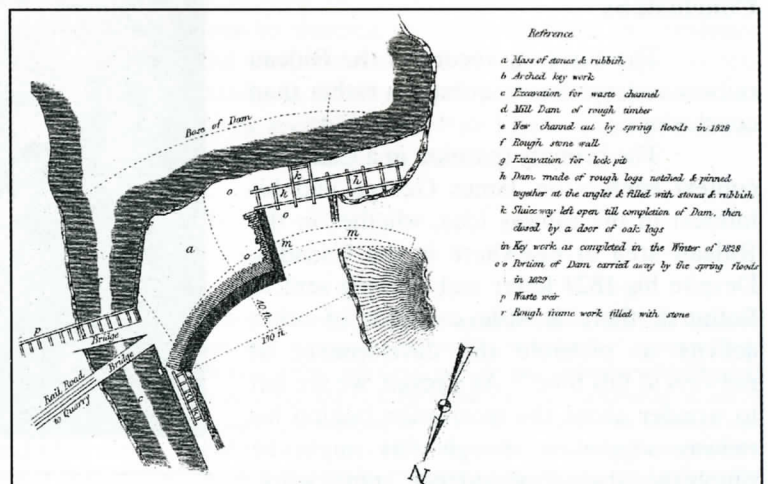 Reference
a Mass of stones & rubbish
b Arched key work
c Excavation for waste channel
d Mill Dam of rough timber
e New channel cut by spring floods in 1828
f Rough stone wall
g Excavation for lock pit
h Dam made of rough logs notched & pinned
together at the angles & filled with stones & rubbish
k Sluice way left open till completion of Dam, then
closed by a door of oak logs
m Key work as completed in the Winter of 1828
o o Portion of Dam carried away by the spring floods
in 1829
p Waste weir
r Rough frame work filled with stone
Base of Dam
k
k
h
o
o
o
a
m
m
40 ft.
170 ft.
f
p
Bridge
Bridge
Rail Road
to Quarry
c
N